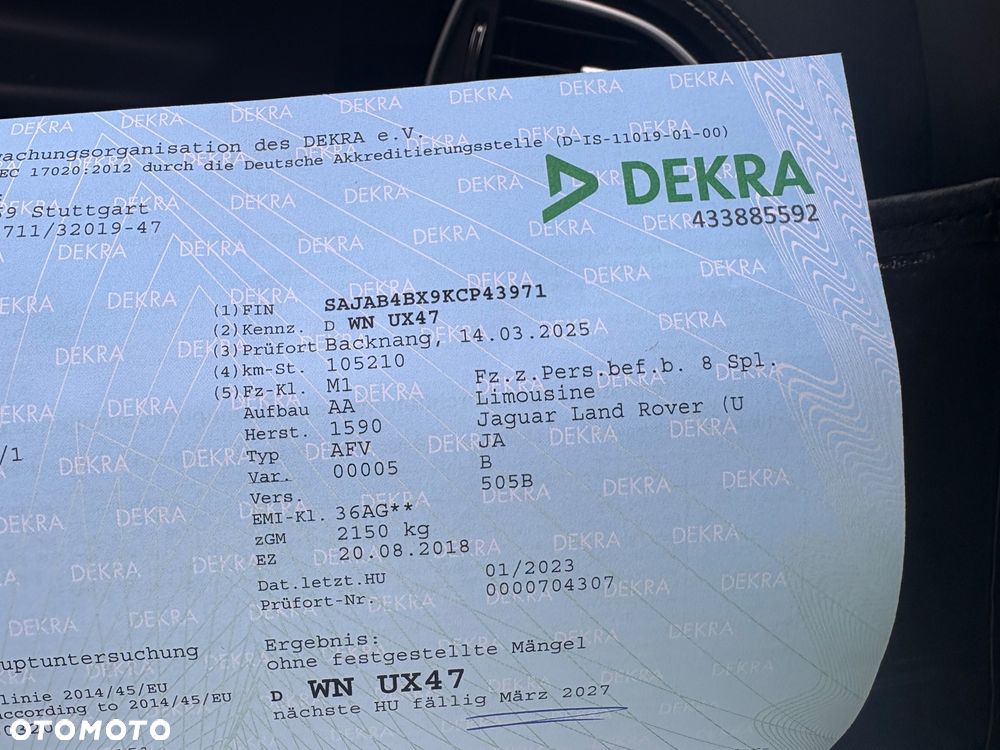 wachungsorganisation des DEKRA e.V.
EC 17020:2012 durch die Deutsche Akkreditierungsstelle (D-IS-11019-01-00)
59 Stuttgart
711/32019-47
DEKRA
433885592
(1)FIN SAJAB4BX9KCP43971
(2)Kennz. D WN UX47
(3)Prüfort Backnang, 14.03.2025
(4)km-St. 105210
(5)Fz-Kl. M1 Fz.z.Pers.bef.b. 8 Spl.
Aufbau AA Limousine
Herst. 1590 Jaguar Land Rover (U
/1
Typ AFV JA
Var. 00005 B
Vers. 505B
EMI-Kl. 36AG**
zGM 2150 kg
EZ 20.08.2018
Dat.letzt.HU 01/2023
Prüfort-Nr. 0000704307
uptuntersuchung
Ergebnis:
ohne festgestellte Mängel
linie 2014/45/EU
according to 2014/45/EU
D WN UX47
nächste HU fällig März 2027
0320
OTOMOTO